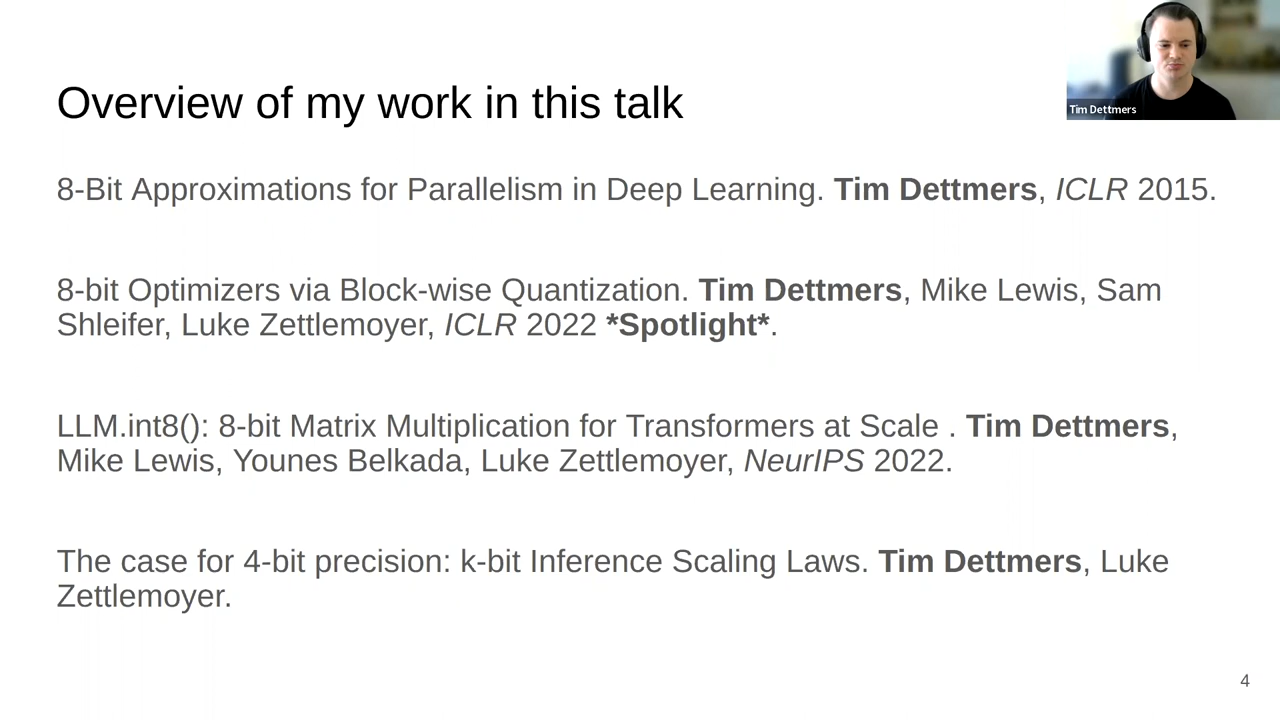 Tim Dettmers
Overview of my work in this talk
8-Bit Approximations for Parallelism in Deep Learning. Tim Dettmers, ICLR 2015.
8-bit Optimizers via Block-wise Quantization. Tim Dettmers, Mike Lewis, Sam
Shleifer, Luke Zettlemoyer, ICLR 2022 *Spotlight*.
LLM.int8(): 8-bit Matrix Multiplication for Transformers at Scale . Tim Dettmers,
Mike Lewis, Younes Belkada, Luke Zettlemoyer, NeurIPS 2022.
The case for 4-bit precision: k-bit Inference Scaling Laws. Tim Dettmers, Luke
Zettlemoyer.
4